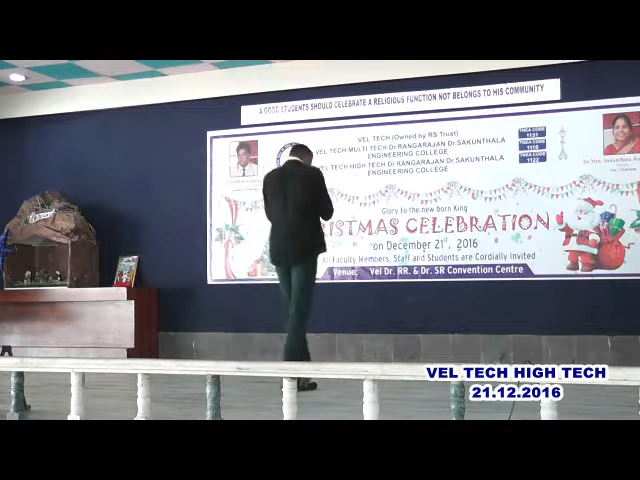 A GOOD STUDENTS SHOULD CELEBRATE A RELIGIOUS FUNCTION NOT BELONGS TO HIS COMMUNITY
VEL TECH (Owned by RS Trust)
VEL TECH MULTI TECH Dr.RANGARAJAN Dr.SAKUNTHALA
ENGINEERING COLLEGE
VEL TECH HIGH TECH Dr.RANGARAJAN Dr.SAKUNTHALA
ENGINEERING COLLEGE
TNEA CODE
1131
TNEA CODE
1118
TNEA CODE
1122
Glory to the new born King
CHRISTMAS CELEBRATION
on December 21st, 2016
All Faculty Members, Staff and Students are Cordially Invited
Venue: Vel Dr. RR. & Dr. SR Convention Centre
VEL TECH HIGH TECH
21.12.2016